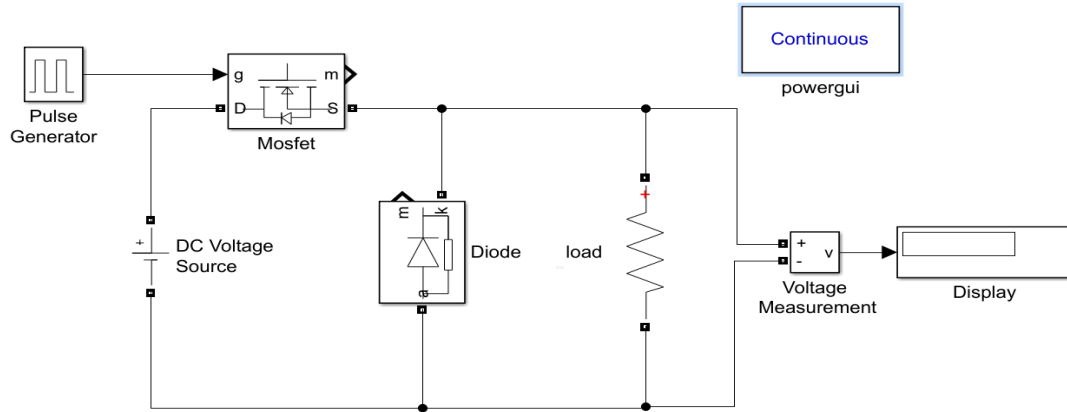 Continuous
powergui
Pulse
Generator
g
m
D
S
Mosfet
+
DC Voltage
Source
m
k
a
Diode
load
+
+
-
v
Voltage
Measurement
Display